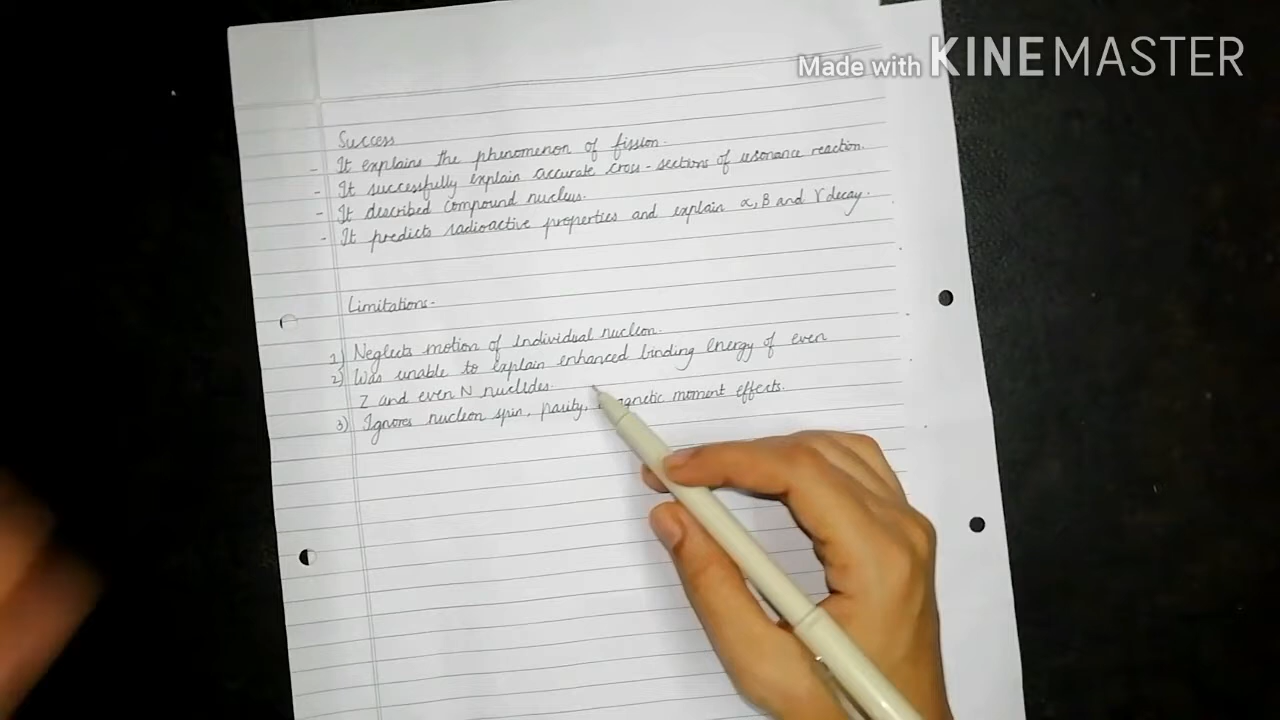 Made with KINEMASTER
Success
- It explains the phenomenon of fission.
- It successfully explain accurate cross-sections of resonance reaction.
- It described compound nucleus.
- It predicts radioactive properties and explain α, β and γ decay.
Limitations-
1) Neglects motion of individual nucleon.
2) Was unable to explain enhanced binding energy of even
Z and even N nuclides.
3) Ignores nucleon spin, parity, magnetic moment effects.